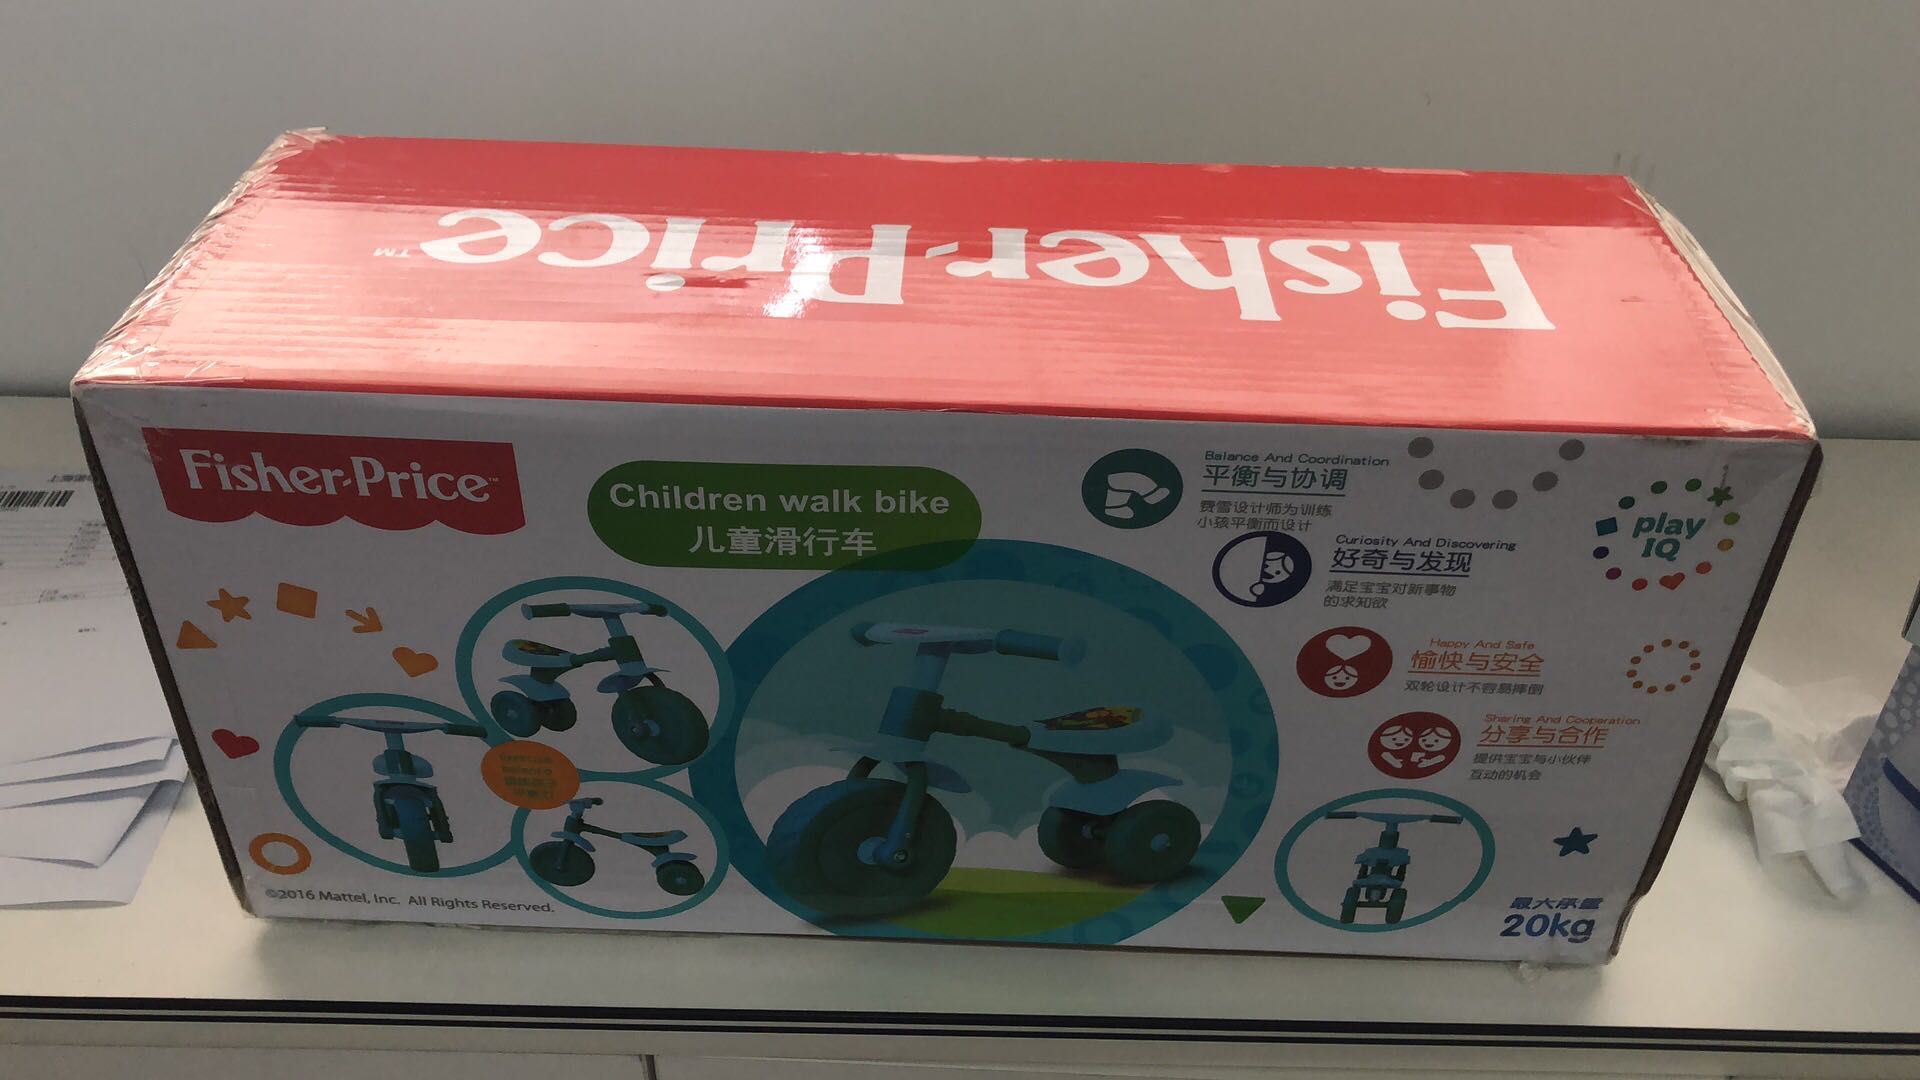 Fisher-Price™
Fisher-Price™
Children walk bike
儿童滑行车
Balance And Coordination
平衡与协调
费雪设计师为训练
小孩平衡而设计
Curiosity And Discovering
好奇与发现
满足宝宝对新事物
的求知欲
play
IQ
Happy And Safe
愉快与安全
双轮设计不容易摔倒
Sharing And Cooperation
分享与合作
提供宝宝与小伙伴
互动的机会
最大承重
20kg
©2016 Mattel, Inc. All Rights Reserved.